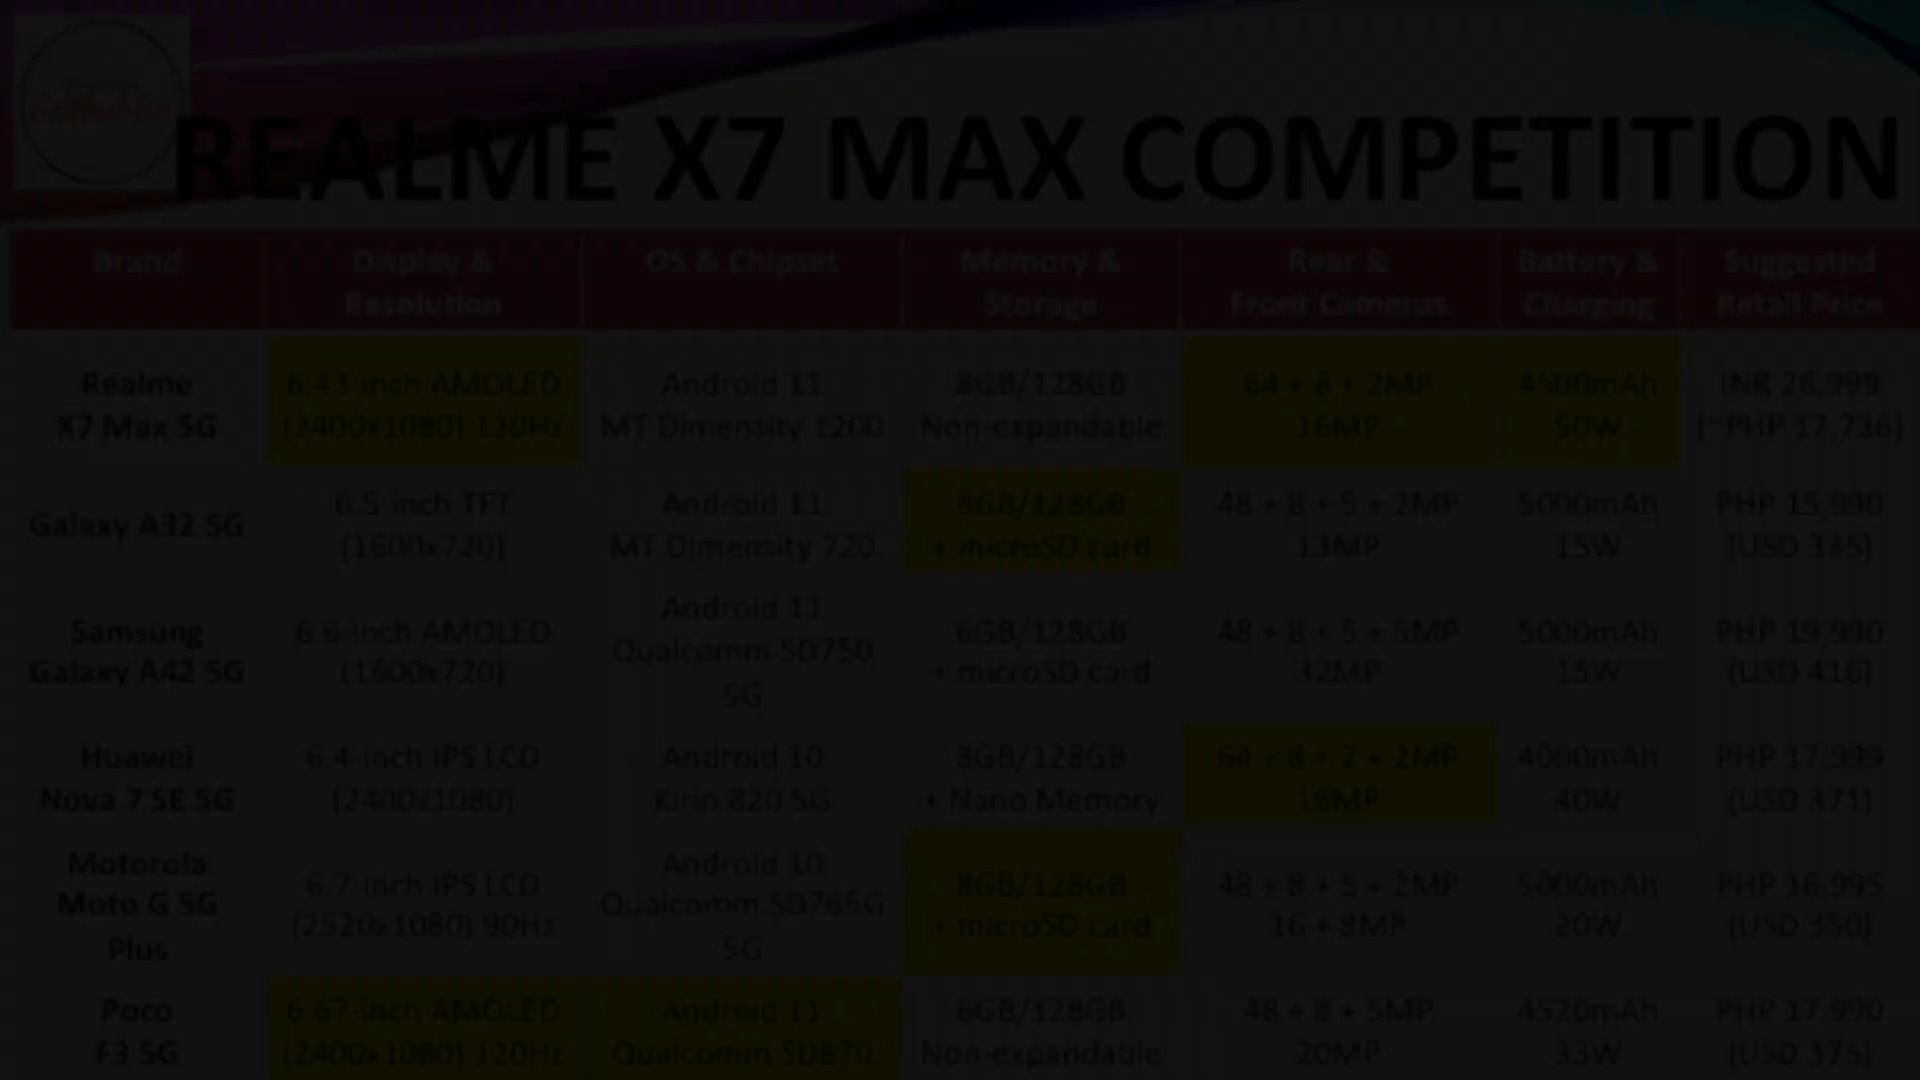 REALME X7 MAX COMPETITION
Brand
Display &
Resolution
OS & Chipset
Memory &
Storage
Rear &
Front Cameras
Battery &
Charging
Suggested
Retail Price
Realme
X7 Max 5G
6.43-inch AMOLED
(2400x1080) 120Hz
Android 11
MT Dimensity 1200
8GB/128GB
Non-expandable
64 + 8 + 2MP
16MP
4500mAh
50W
INR 26,999
(~PHP 17,736)
Galaxy A32 5G
6.5-inch TFT
(1600x720)
Android 11
MT Dimensity 720
8GB/128GB
+ microSD card
48 + 8 + 5 + 2MP
13MP
5000mAh
15W
PHP 15,990
(USD 335)
Samsung
Galaxy A42 5G
6.6-inch AMOLED
(1600x720)
Android 11
Qualcomm SD750
5G
6GB/128GB
+ microSD card
48 + 8 + 5 + 5MP
32MP
5000mAh
15W
PHP 19,990
(USD 416)
Huawei
Nova 7 SE 5G
6.4-inch IPS LCD
(2400x1080)
Android 10
Kirin 820 5G
8GB/128GB
+ Nano Memory
64 + 8 + 2 + 2MP
16MP
4000mAh
40W
PHP 17,999
(USD 371)
Motorola
Moto G 5G
Plus
6.7-inch IPS LCD
(2520x1080) 90Hz
Android 10
Qualcomm SD765G
5G
8GB/128GB
+ microSD card
48 + 8 + 5 + 2MP
16 + 8MP
5000mAh
20W
PHP 16,995
(USD 350)
Poco
F3 5G
6.67-inch AMOLED
(2400x1080) 120Hz
Android 11
Qualcomm SD870
6GB/128GB
Non-expandable
48 + 8 + 5MP
20MP
4520mAh
33W
PHP 17,990
(USD 375)